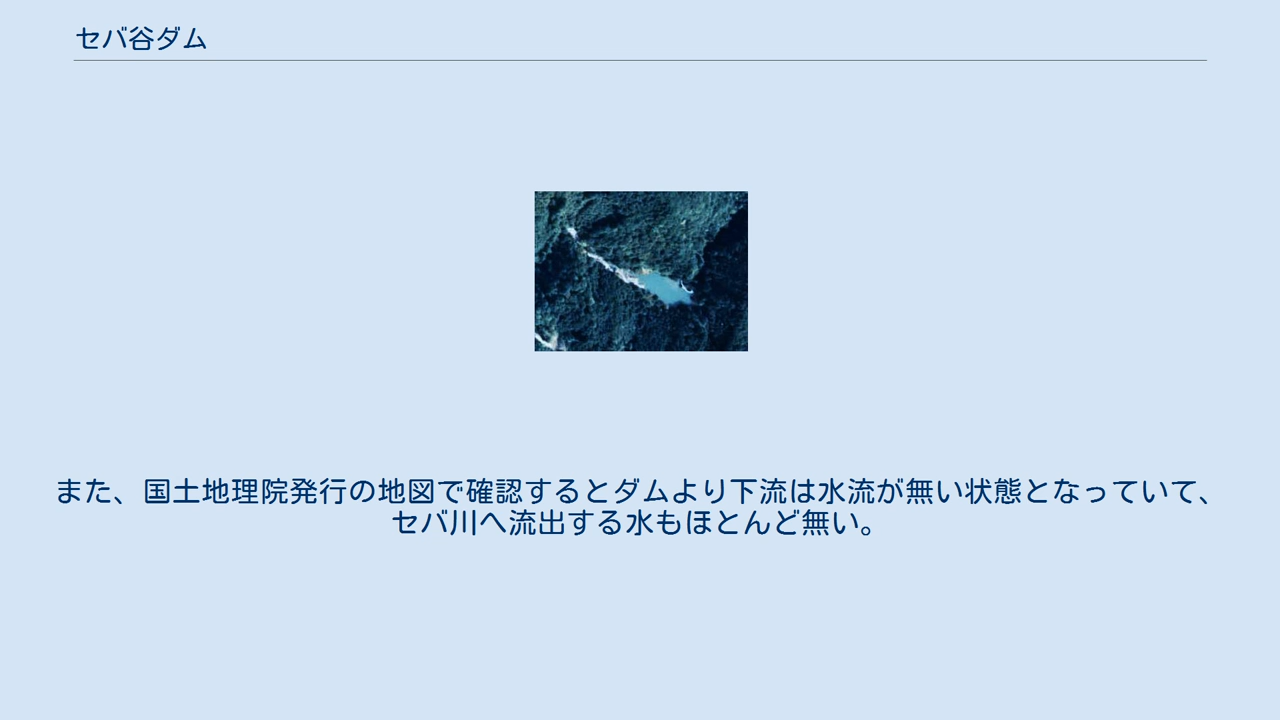 セバ谷ダム
また、国土地理院発行の地図で確認するとダムより下流は水流が無い状態となっていて、
セバ川へ流出する水もほとんど無い。